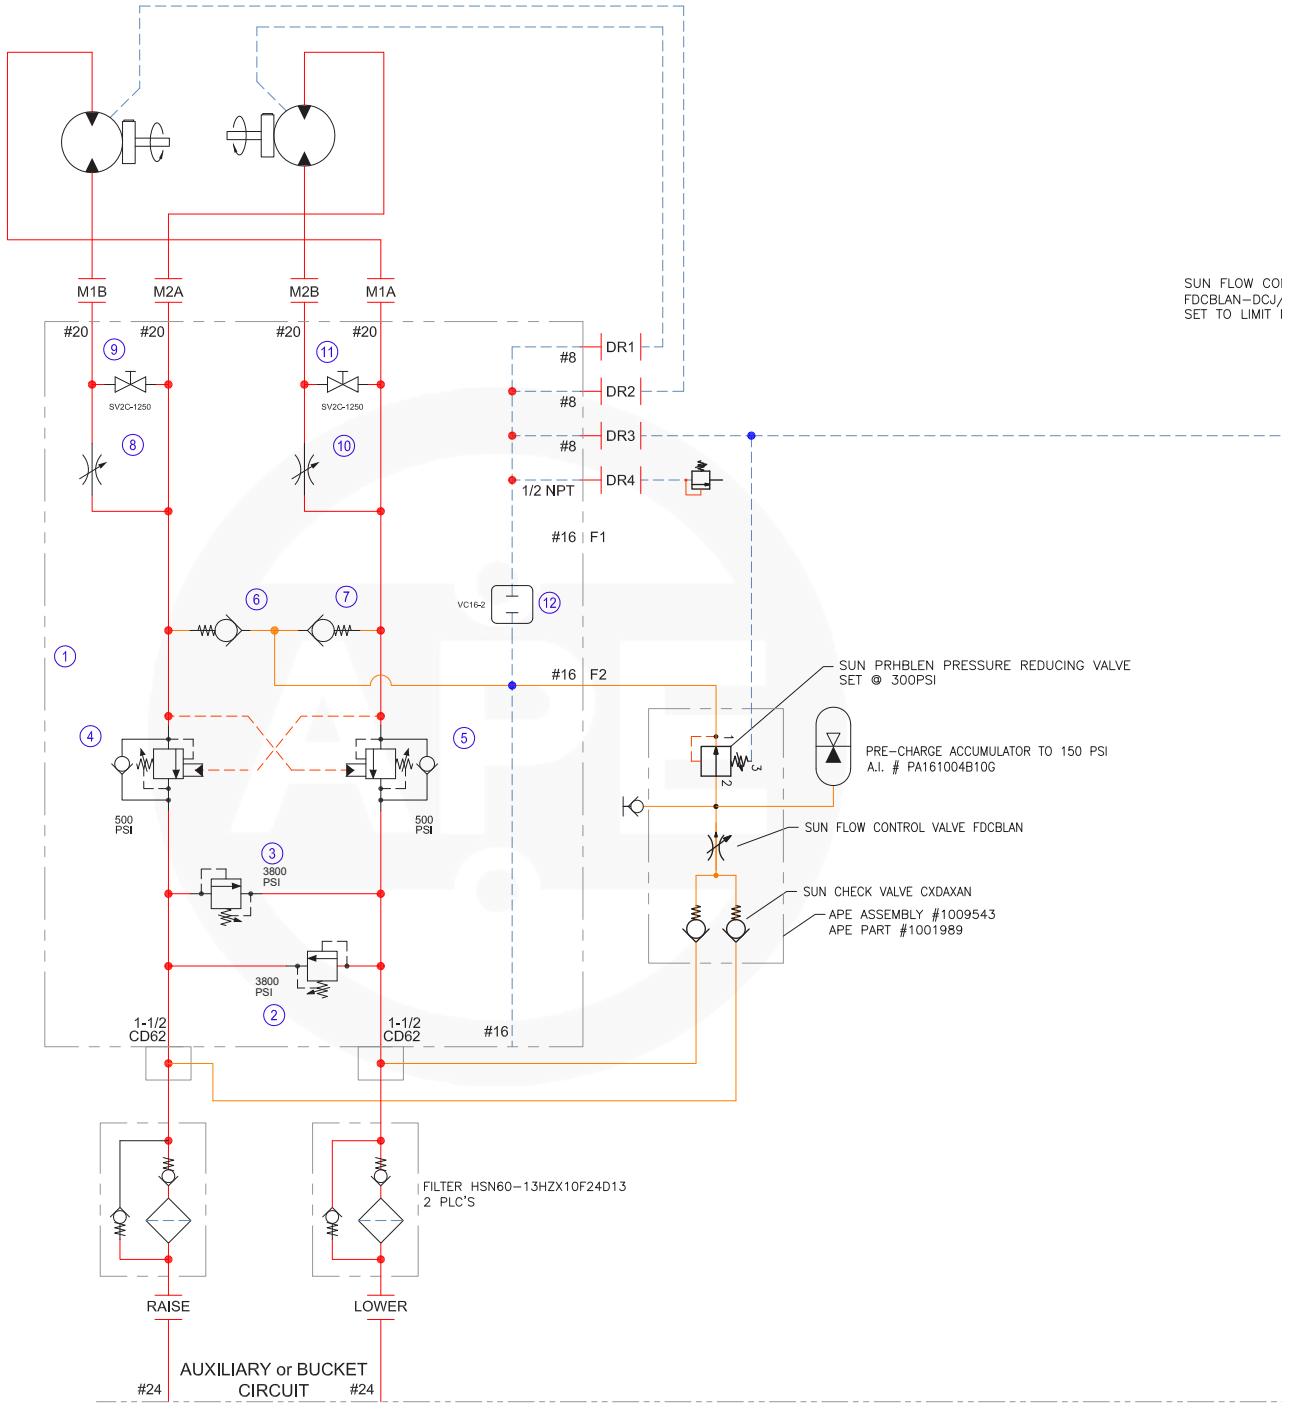 M1B M2A M2B M1A
#20 #20 #20 #20
SUN FLOW CO
FDCBLAN-DCJ/
SET TO LIMIT
9 11
SV2C-1250 SV2C-1250
8 10
DR1
#8
DR2
#8
DR3
#8
DR4
1/2 NPT
#16 F1
6 7
VC16-2 12
1
#16 F2
SUN PRHBLEN PRESSURE REDUCING VALVE
SET @ 300PSI
4 5
1
2
3
PRE-CHARGE ACCUMULATOR TO 150 PSI
A.I. # PA161004B10G
500
PSI
500
PSI
SUN FLOW CONTROL VALVE FDCBLAN
3
3800
PSI
SUN CHECK VALVE CXDAXAN
APE ASSEMBLY #1009543
APE PART #1001989
3800
PSI
2
1-1/2
CD62
1-1/2
CD62
#16
APE
FILTER HSN60-13HZX10F24D13
2 PLC'S
RAISE LOWER
AUXILIARY or BUCKET
CIRCUIT
#24 #24